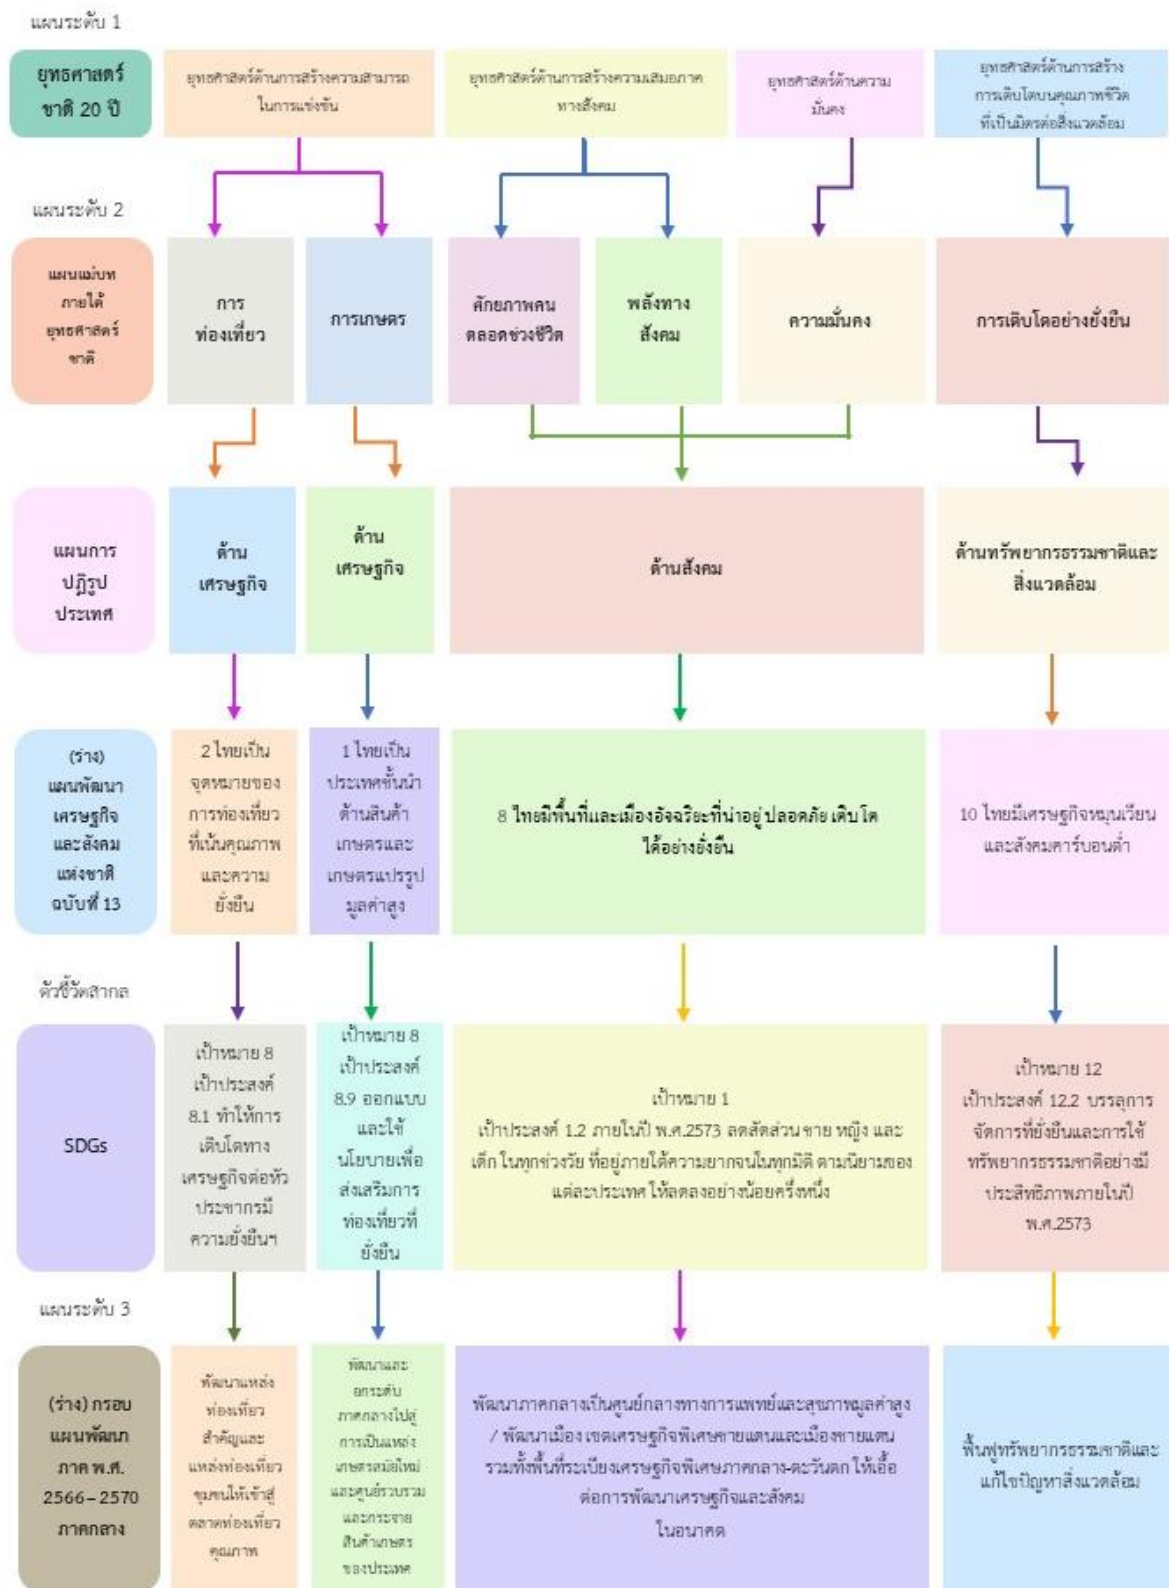 แผนระดับ 1
ยุทธศาสตร์
ชาติ 20 ปี
ยุทธศาสตร์ด้านการสร้างความสามารถ
ในการแข่งขัน
ยุทธศาสตร์ด้านการสร้างความเสมอภาค
ทางสังคม
ยุทธศาสตร์ด้านความ
มั่นคง
ยุทธศาสตร์ด้านการสร้าง
การเติบโตบนคุณภาพชีวิต
ที่เป็นมิตรต่อสิ่งแวดล้อม
แผนระดับ 2
แผนแม่บท
ภายใต้
ยุทธศาสตร์
ชาติ
การ
ท่องเที่ยว
การเกษตร
ศักยภาพคน
ตลอดช่วงชีวิต
พลังทาง
สังคม
ความมั่นคง
การเติบโตอย่างยั่งยืน
แผนการ
ปฏิรูป
ประเทศ
ด้าน
เศรษฐกิจ
ด้าน
เศรษฐกิจ
ด้านสังคม
ด้านทรัพยากรธรรมชาติและ
สิ่งแวดล้อม
(ร่าง)
แผนพัฒนา
เศรษฐกิจ
และสังคม
แห่งชาติ
ฉบับที่ 13
2 ไทยเป็น
จุดหมายของ
การท่องเที่ยว
ที่เน้นคุณภาพ
และความ
ยั่งยืน
1 ไทยเป็น
ประเทศชั้นนำ
ด้านสินค้า
เกษตรและ
เกษตรแปรรูป
มูลค่าสูง
8 ไทยมีพื้นที่และเมืองอัจฉริยะที่น่าอยู่ ปลอดภัย เติบโต
ได้อย่างยั่งยืน
10 ไทยมีเศรษฐกิจหมุนเวียน
และสังคมคาร์บอนต่ำ
ตัวชี้วัดสากล
SDGs
เป้าหมาย 8
เป้าประสงค์
8.1 ทำให้การ
เติบโตทาง
เศรษฐกิจต่อหัว
ประชากรมี
ความยั่งยืนฯ
เป้าหมาย 8
เป้าประสงค์
8.9 ออกแบบ
และใช้
นโยบายเพื่อ
ส่งเสริมการ
ท่องเที่ยวที่
ยั่งยืน
เป้าหมาย 1
เป้าประสงค์ 1.2 ภายในปี พ.ศ.2573 ลดสัดส่วน ชาย หญิง และ
เด็ก ในทุกช่วงวัย ที่อยู่ภายใต้ความยากจนในทุกมิติ ตามนิยามของ
แต่ละประเทศ ให้ลดลงอย่างน้อยครึ่งหนึ่ง
เป้าหมาย 12
เป้าประสงค์ 12.2 บรรลุการ
จัดการที่ยั่งยืนและการใช้
ทรัพยากรธรรมชาติอย่างมี
ประสิทธิภาพภายในปี
พ.ศ.2573
แผนระดับ 3
(ร่าง) กรอบ
แผนพัฒนา
ภาค พ.ศ.
2566–2570
ภาคกลาง
พัฒนาแหล่ง
ท่องเที่ยว
สำคัญและ
แหล่งท่องเที่ยว
ชุมชนให้เข้าสู่
ตลาดท่องเที่ยว
คุณภาพ
พัฒนาและ
ยกระดับ
ภาคกลางไปสู่
การเป็นแหล่ง
เกษตรสมัยใหม่
และศูนย์รวบรวม
และกระจาย
สินค้าเกษตร
ของประเทศ
พัฒนาภาคกลางเป็นศูนย์กลางทางการแพทย์และสุขภาพมูลค่าสูง
/ พัฒนาเมือง เขตเศรษฐกิจพิเศษชายแดนและเมืองชายแดน
รวมทั้งพื้นที่ระเบียงเศรษฐกิจพิเศษภาคกลาง-ตะวันตก ให้เอื้อ
ต่อการพัฒนาเศรษฐกิจและสังคม
ในอนาคต
ฟื้นฟูทรัพยากรธรรมชาติและ
แก้ไขปัญหาสิ่งแวดล้อม